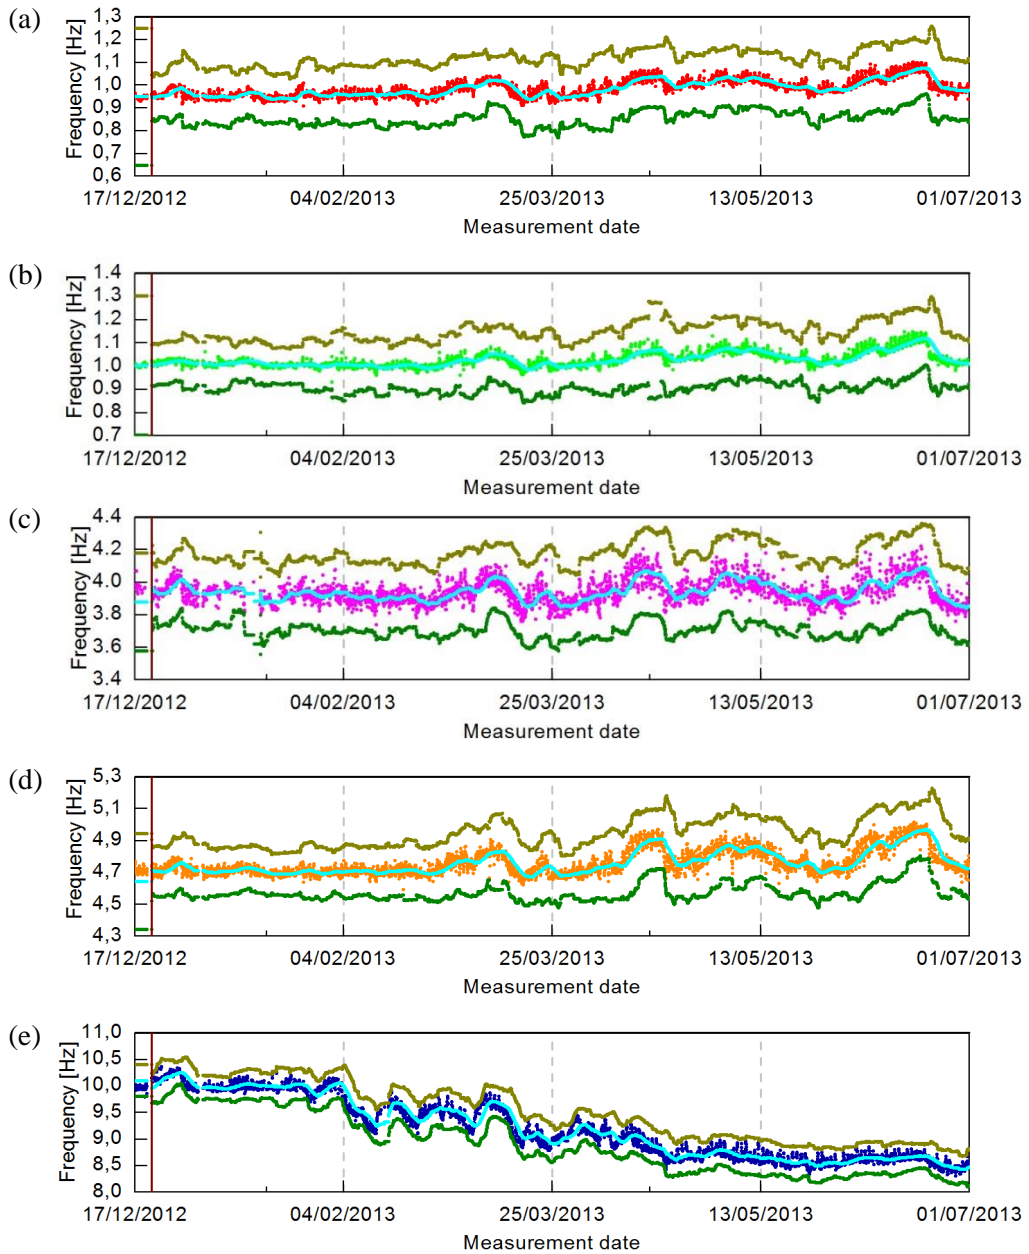 (a)
Frequency [Hz]
1,3
1,2
1,1
1,0
0,9
0,8
0,7
0,6
17/12/2012 04/02/2013 25/03/2013 13/05/2013 01/07/2013
Measurement date
(b)
Frequency [Hz]
1.4
1.3
1.2
1.1
1.0
0.9
0.8
0.7
17/12/2012 04/02/2013 25/03/2013 13/05/2013 01/07/2013
Measurement date
(c)
Frequency [Hz]
4.4
4.2
4.0
3.8
3.6
3.4
17/12/2012 04/02/2013 25/03/2013 13/05/2013 01/07/2013
Measurement date
(d)
Frequency [Hz]
5,3
5,1
4,9
4,7
4,5
4,3
17/12/2012 04/02/2013 25/03/2013 13/05/2013 01/07/2013
Measurement date
(e)
Frequency [Hz]
11,0
10,5
10,0
9,5
9,0
8,5
8,0
17/12/2012 04/02/2013 25/03/2013 13/05/2013 01/07/2013
Measurement date